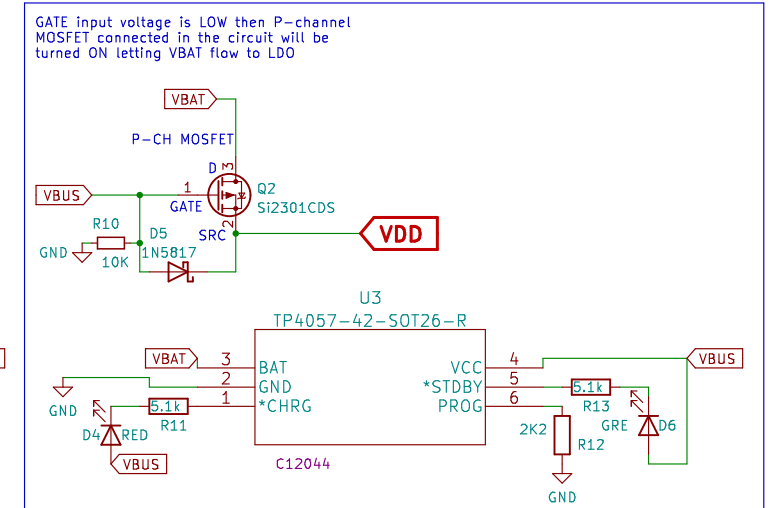 GATE input voltage is LOW then P-channel
MOSFET connected in the circuit will be
turned ON letting VBAT flow to LDO
VBAT
P-CH MOSFET
D
3
VBUS
1
Q2
GATE
Si2301CDS
2
SRC
R10
D5
VDD
GND
10K
1N5817
U3
TP4057-42-SOT26-R
VBAT
3
BAT
VCC
4
VBUS
2
GND
*STDBY
5
5.1k
GND
1
*CHRG
PROG
6
R13
5.1k
R11
D4
RED
2K2
R12
GRE
D6
VBUS
C12044
GND